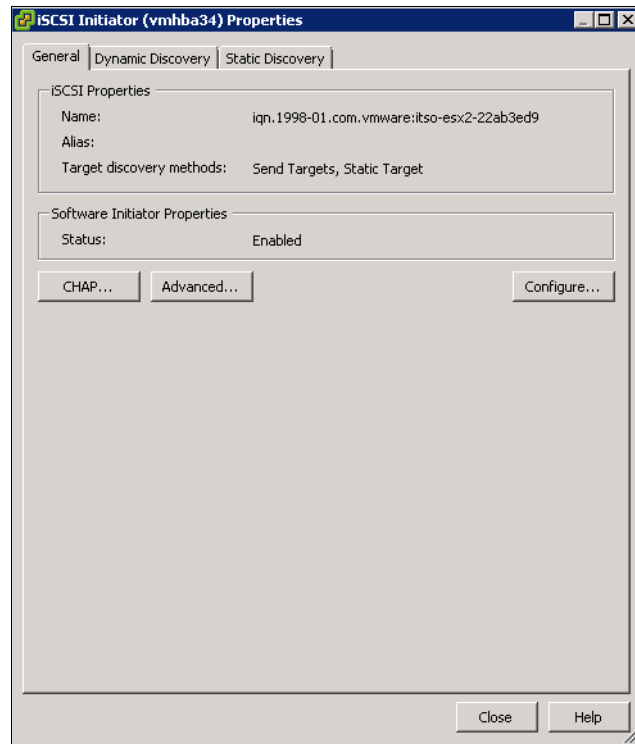 iSCSI Initiator (vmhba34) Properties
General Dynamic Discovery Static Discovery
iSCSI Properties
Name: iqn.1998-01.com.vmware:itso-esx2-22ab3ed9
Alias:
Target discovery methods: Send Targets, Static Target
Software Initiator Properties
Status: Enabled
CHAP... Advanced... Configure...
Close Help